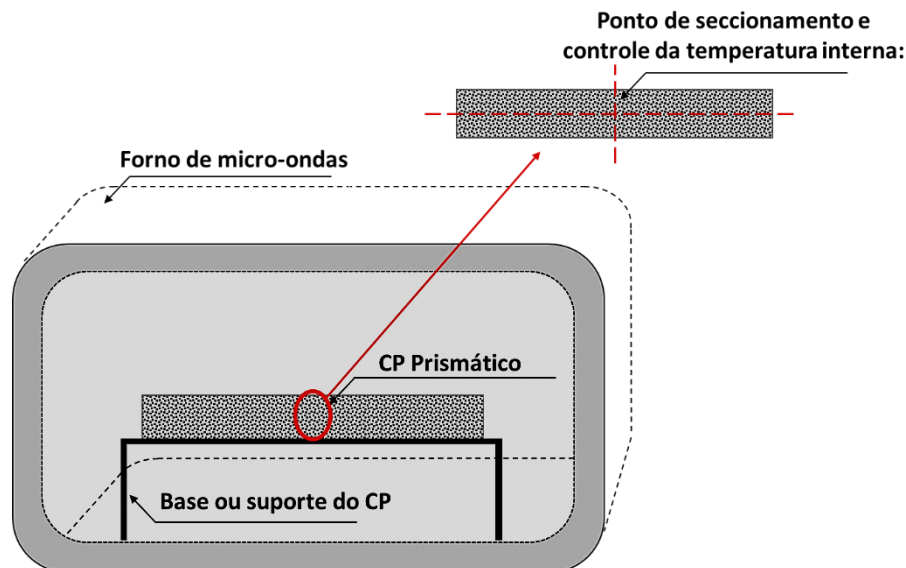 Ponto de seccionamento e
controle da temperatura interna:
Forno de micro-ondas
CP Prismático
Base ou suporte do CP